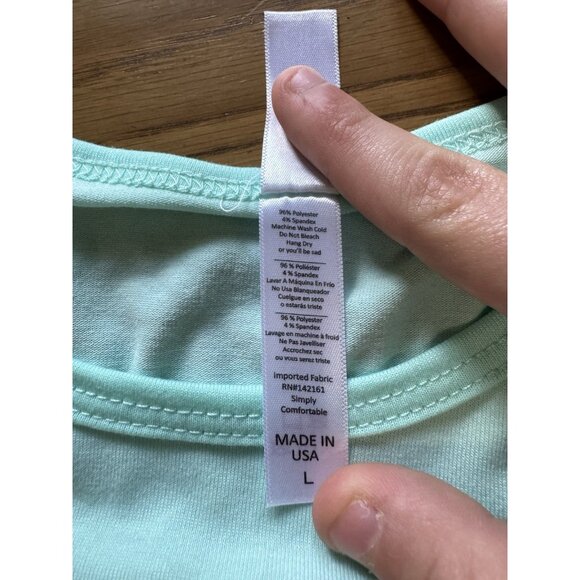 96% Polyester
4% Spandex
Machine Wash Cold
Do Not Bleach
Hang Dry
or you'll be sad
96 % Poliéster
4 % Spandex
Lavar A Máquina En Frío
No Usa Blanqueador
Cuelgue en seco
o estarás triste
96 % Polyester
4 % Spandex
Lavage en machine à froid
Ne Pas Javelliser
Accrochez sec
ou vous serez triste
Imported Fabric
RN#142161
Simply
Comfortable
MADE IN
USA
L